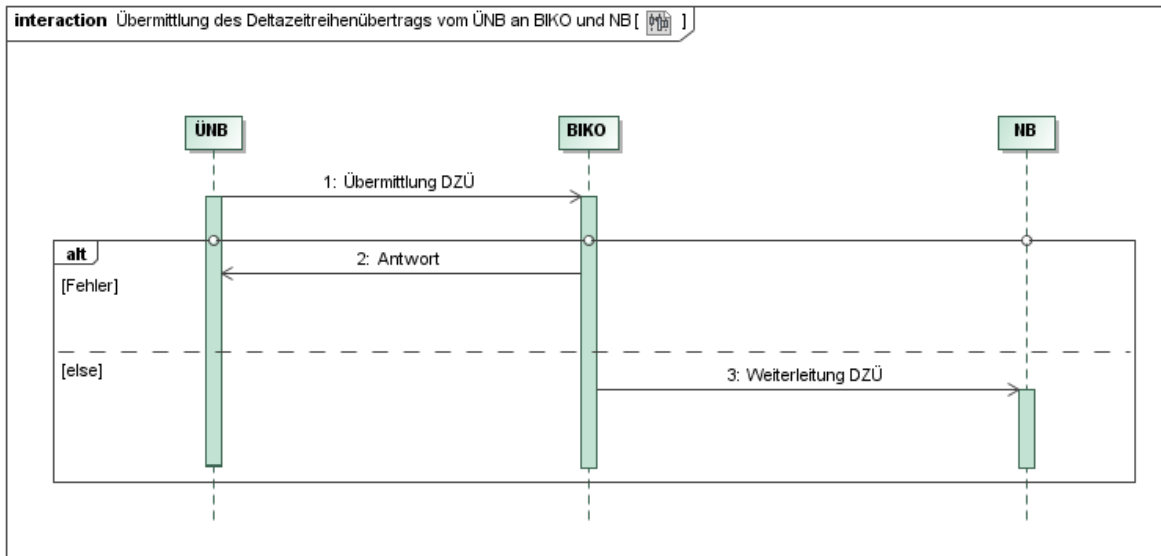 interaction Übermittlung des Deltazeitreihenübertrags vom ÜNB an BIKO und NB [ ]
ÜNB
BIKO
NB
1: Übermittlung DZÜ
alt
2: Antwort
[Fehler]
[else]
3: Weiterleitung DZÜ